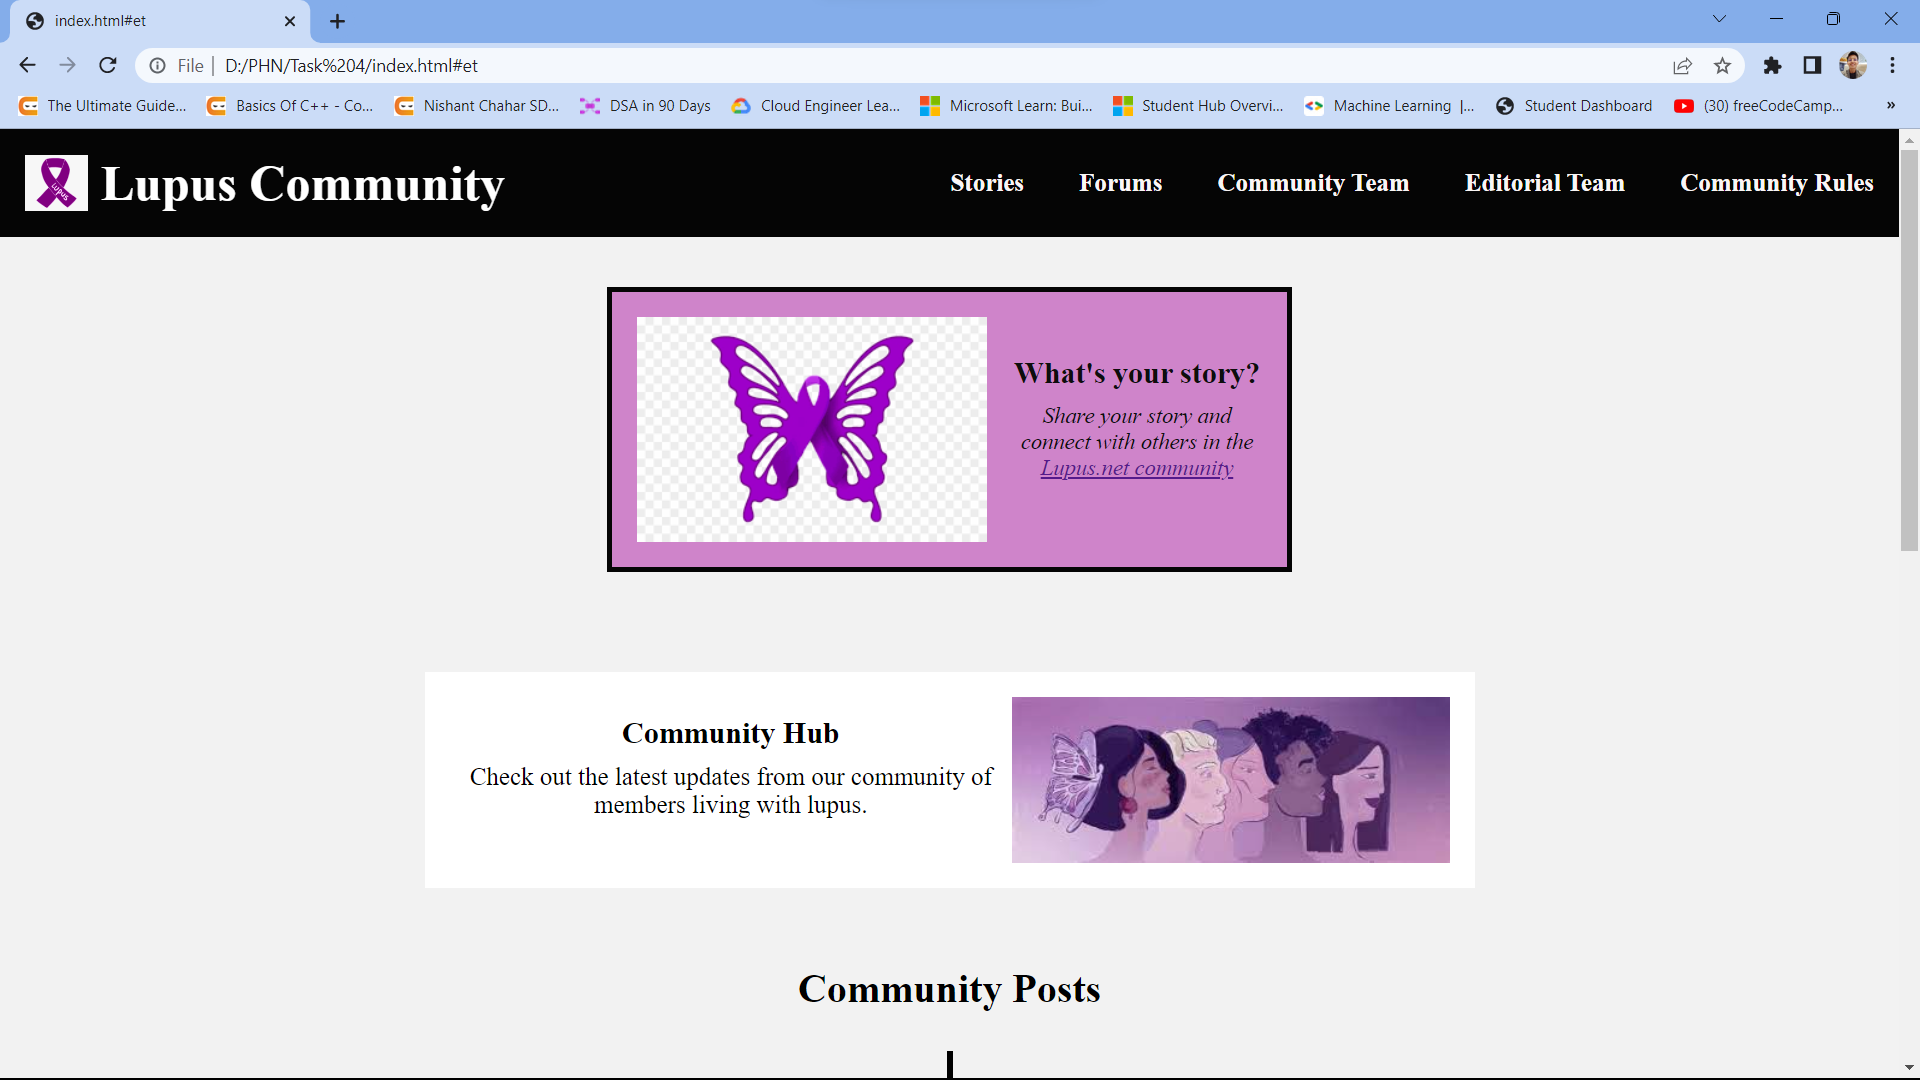 index.html#et
File | D:/PHN/Task%204/index.html#et
The Ultimate Guide... Basics Of C++ - Co... Nishant Chahar SD... DSA in 90 Days Cloud Engineer Lea... Microsoft Learn: Bui... Student Hub Overvi... Machine Learning |... Student Dashboard (30) freeCodeCamp... »
LUPUS
Lupus Community Stories Forums Community Team Editorial Team Community Rules
What's your story?
Share your story and
connect with others in the
Lupus.net community
Community Hub
Check out the latest updates from our community of
members living with lupus.
Community Posts